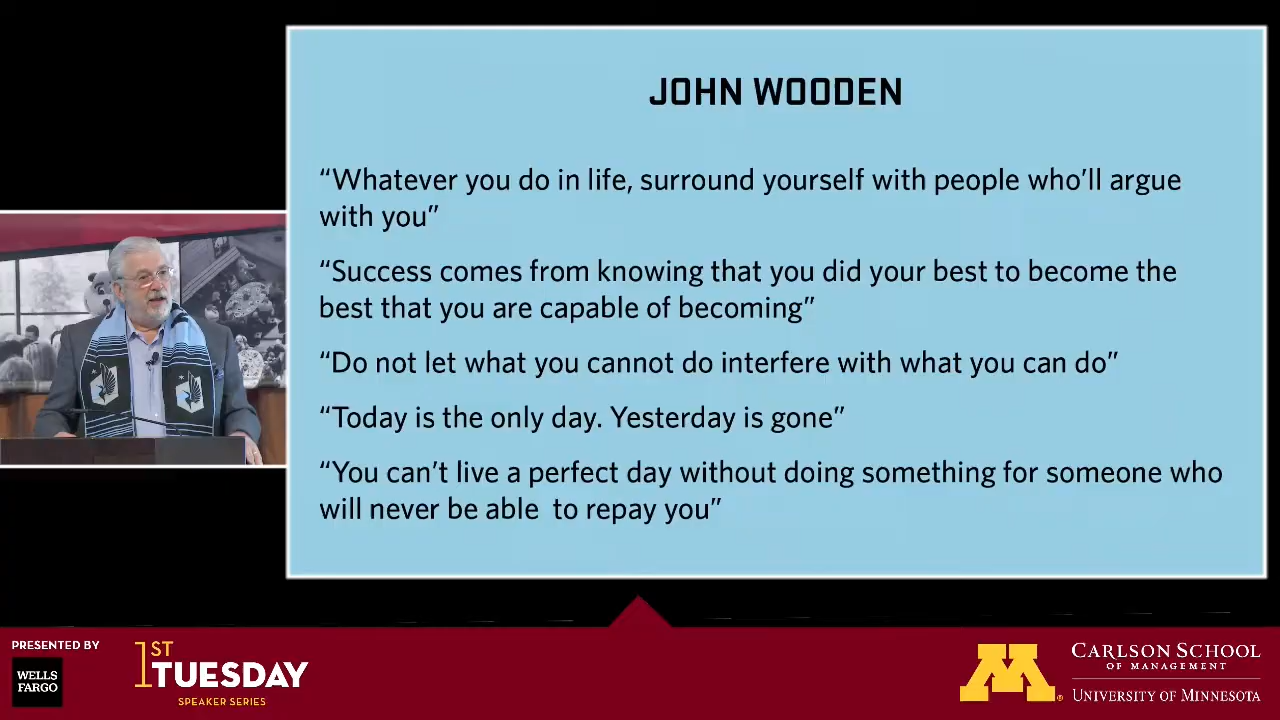 JOHN WOODEN
“Whatever you do in life, surround yourself with people who’ll argue
with you”
“Success comes from knowing that you did your best to become the
best that you are capable of becoming”
“Do not let what you cannot do interfere with what you can do”
“Today is the only day. Yesterday is gone”
“You can’t live a perfect day without doing something for someone who
will never be able  to repay you”
PRESENTED BY
WELLS
FARGO
1ST
TUESDAY
SPEAKER SERIES
M
CARLSON SCHOOL
OF MANAGEMENT
UNIVERSITY OF MINNESOTA